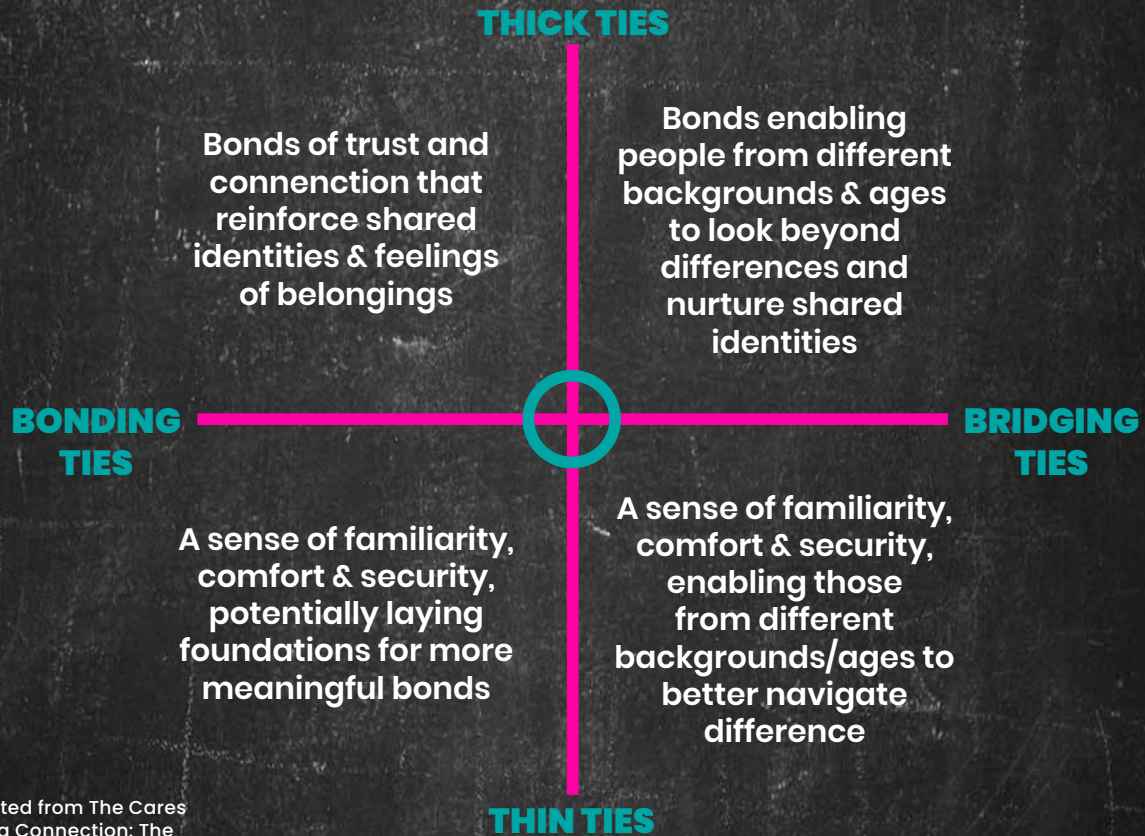 THICK TIES
Bonds of trust and
connenction that
reinforce shared
identities & feelings
of belongings
Bonds enabling
people from different
backgrounds & ages
to look beyond
differences and
nurture shared
identities
BONDING
TIES
BRIDGING
TIES
A sense of familiarity,
comfort & security,
potentially laying
foundations for more
meaningful bonds
A sense of familiarity,
comfort & security,
enabling those
from different
backgrounds/ages to
better navigate
difference
from The Cares
Connection: The
THIN TIES